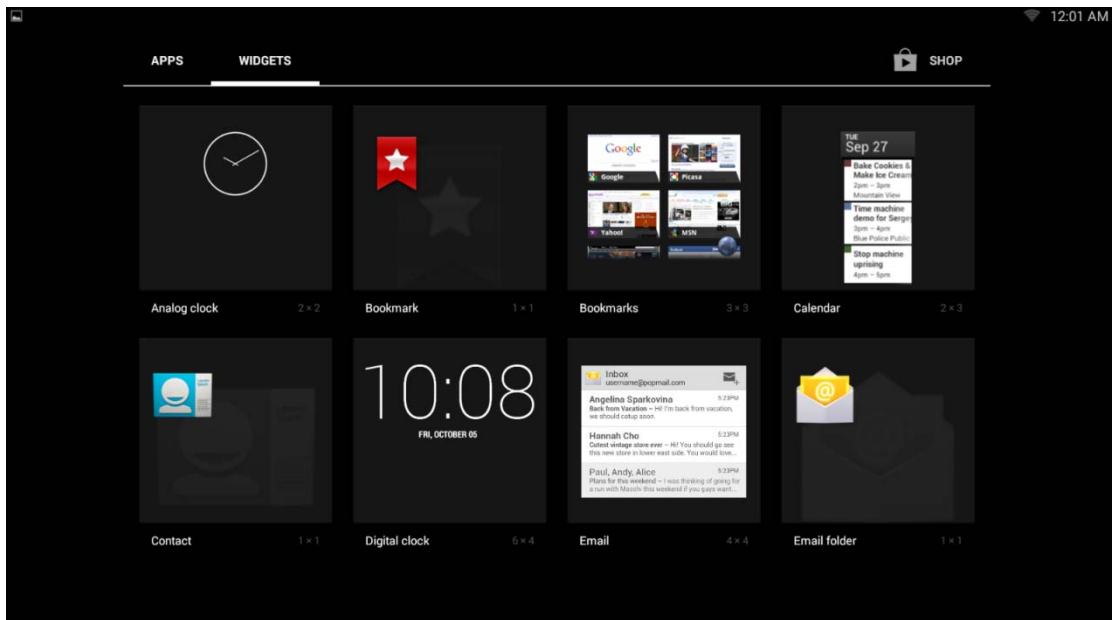 12:01 AM
APPS WIDGETS SHOP
Google
Google Picasa
Yahoo! MSN
TUE
Sep 27
Bake Cookies &
Make Ice Cream
2pm – 3pm
Mountain View
Time machine
demo for Serge
3pm – 4pm
Blue Police Public
Stop machine
uprising
4pm – 5pm
Analog clock 2 × 2
Bookmark 1 × 1
Bookmarks 3 × 3
Calendar 2 × 3
10:08
FRI, OCTOBER 05
Inbox
username@popmail.com
Angelina Sparkovina 5:23PM
Back from Vacation – Hi! I'm back from vacation,
we should catup soon.
Hannah Cho 5:23PM
Cutest vintage store ever – Hi! You should go see
this new store in lower east side. You would love...
Paul, Andy, Alice 5:23PM
Plans for this weekend – I was thinking of going for
a run with Masshi this weekend if you guys want...
@
Contact 1 × 1
Digital clock 6 × 4
Email 4 × 4
Email folder 1 × 1